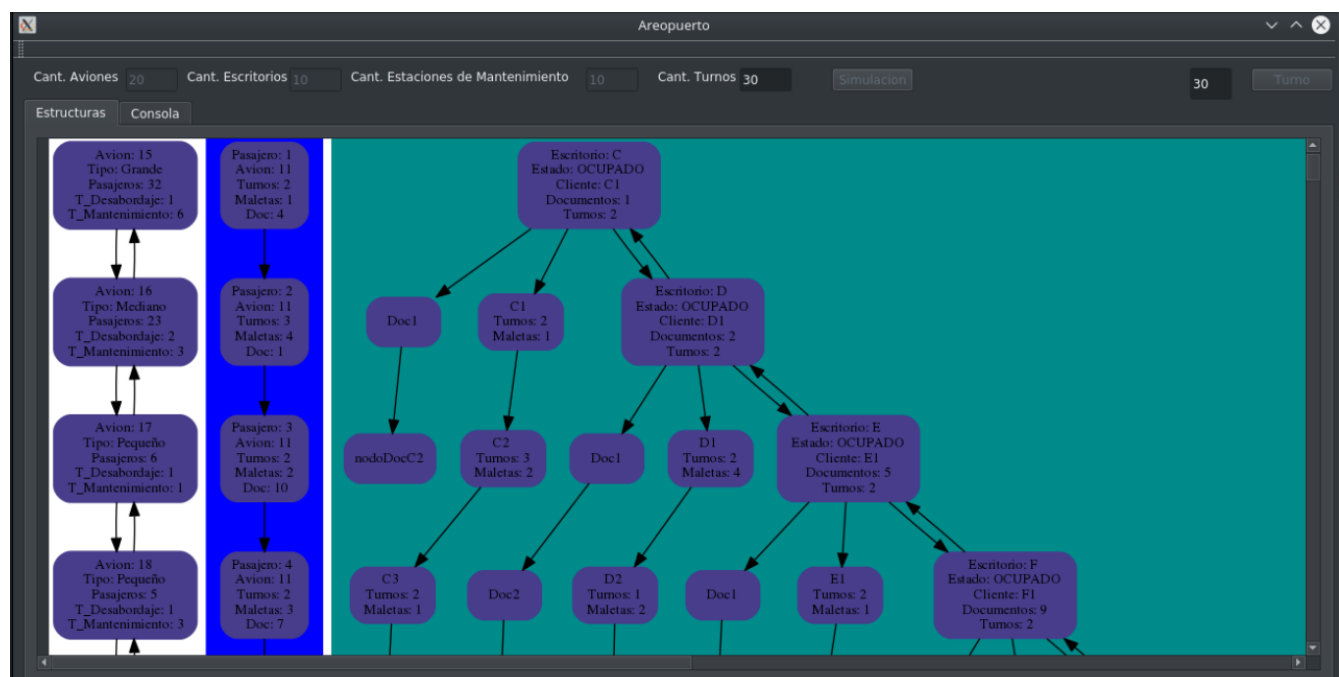 Areopuerto
Cant. Aviones 20 Cant. Escritorios 10 Cant. Estaciones de Mantenimiento 10 Cant. Turnos 30 Simulacion 30 Turno
Estructuras Consola
Avion: 15
Tipo: Grande
Pasajeros: 32
T_Desabordaje: 1
T_Mantenimiento: 6
Avion: 16
Tipo: Mediano
Pasajeros: 23
T_Desabordaje: 2
T_Mantenimiento: 3
Avion: 17
Tipo: Pequeño
Pasajeros: 6
T_Desabordaje: 1
T_Mantenimiento: 1
Avion: 18
Tipo: Pequeño
Pasajeros: 5
T_Desabordaje: 1
T_Mantenimiento: 3
Pasajero: 1
Avion: 11
Turnos: 2
Maletas: 1
Doc: 4
Pasajero: 2
Avion: 11
Turnos: 3
Maletas: 4
Doc: 1
Pasajero: 3
Avion: 11
Turnos: 2
Maletas: 2
Doc: 10
Pasajero: 4
Avion: 11
Turnos: 2
Maletas: 3
Doc: 7
Escritorio: C
Estado: OCUPADO
Cliente: C1
Documentos: 1
Turnos: 2
Doc1
C1
Turnos: 2
Maletas: 1
Escritorio: D
Estado: OCUPADO
Cliente: D1
Documentos: 2
Turnos: 2
nodoDocC2
C2
Turnos: 3
Maletas: 2
Doc1
D1
Turnos: 2
Maletas: 4
Escritorio: E
Estado: OCUPADO
Cliente: E1
Documentos: 5
Turnos: 2
C3
Turnos: 2
Maletas: 1
Doc2
D2
Turnos: 1
Maletas: 2
Doc1
E1
Turnos: 2
Maletas: 1
Escritorio: F
Estado: OCUPADO
Cliente: F1
Documentos: 9
Turnos: 2